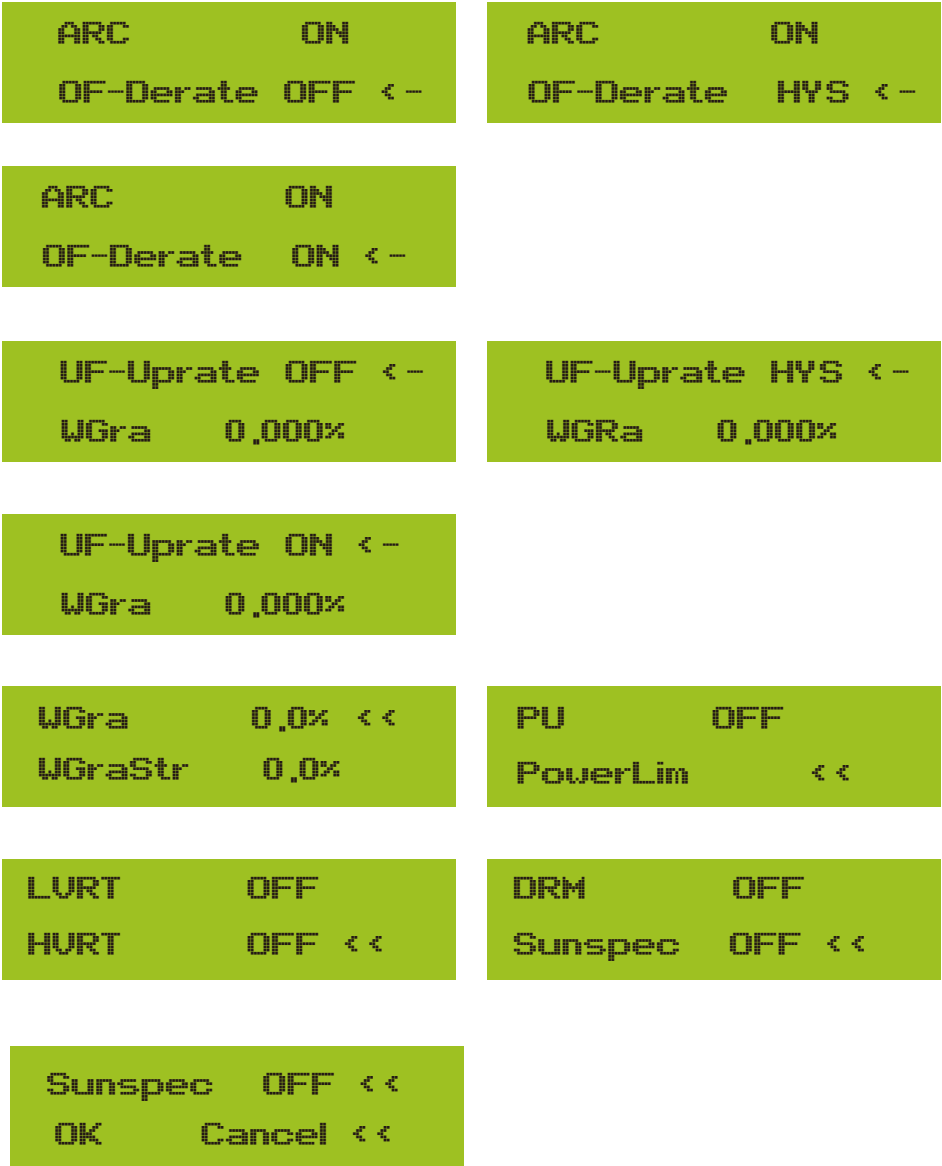 ARC ON
OF-Derate OFF <-
ARC ON
OF-Derate HYS <-
ARC ON
OF-Derate ON <-
UF-Uprate OFF <-
WGra 0.000%
UF-Uprate HYS <-
WGRa 0.000%
UF-Uprate ON <-
WGra 0.000%
WGra 0.0% <<
WGraStr 0.0%
PU OFF
PowerLim <<
LVRT OFF
HVRT OFF <<
DRM OFF
Sunspec OFF <<
Sunspec OFF <<
OK Cancel <<